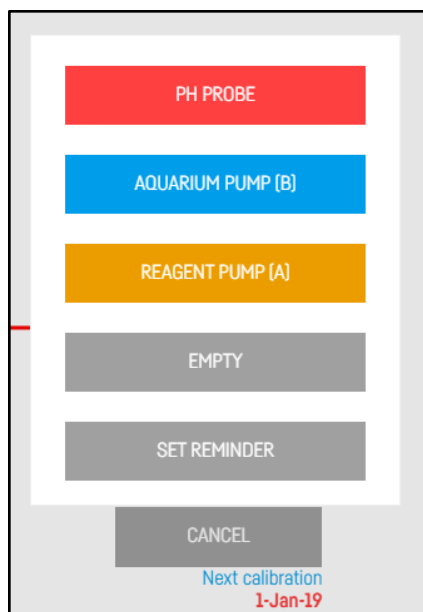 PH PROBE
AQUARIUM PUMP (B)
REAGENT PUMP (A)
EMPTY
SET REMINDER
CANCEL
Next calibration
1-Jan-19